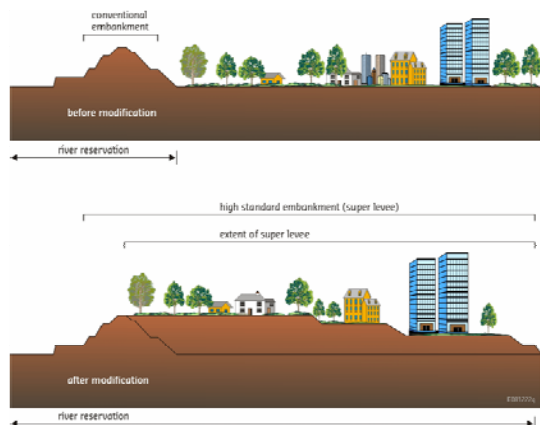 conventional
embankment
before modification
river reservation
high standard embankment (super levee)
extent of super levee
after modification
river reservation